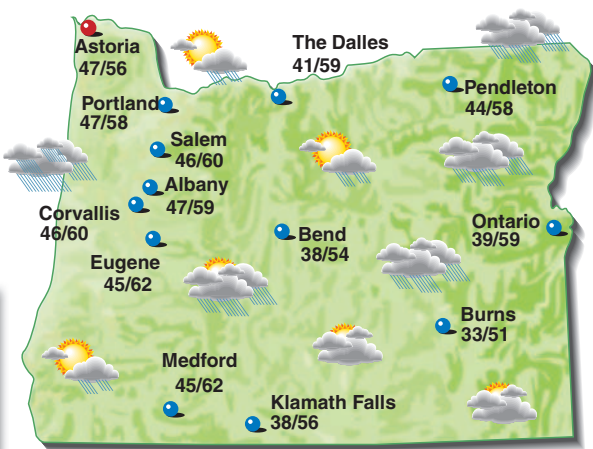 Astoria
47/56
The Dalles
41/59
Pendleton
44/58
Portland
47/58
Salem
46/60
Albany
47/59
Corvallis
46/60
Eugene
45/62
Bend
38/54
Ontario
39/59
Burns
33/51
Medford
45/62
Klamath Falls
38/56